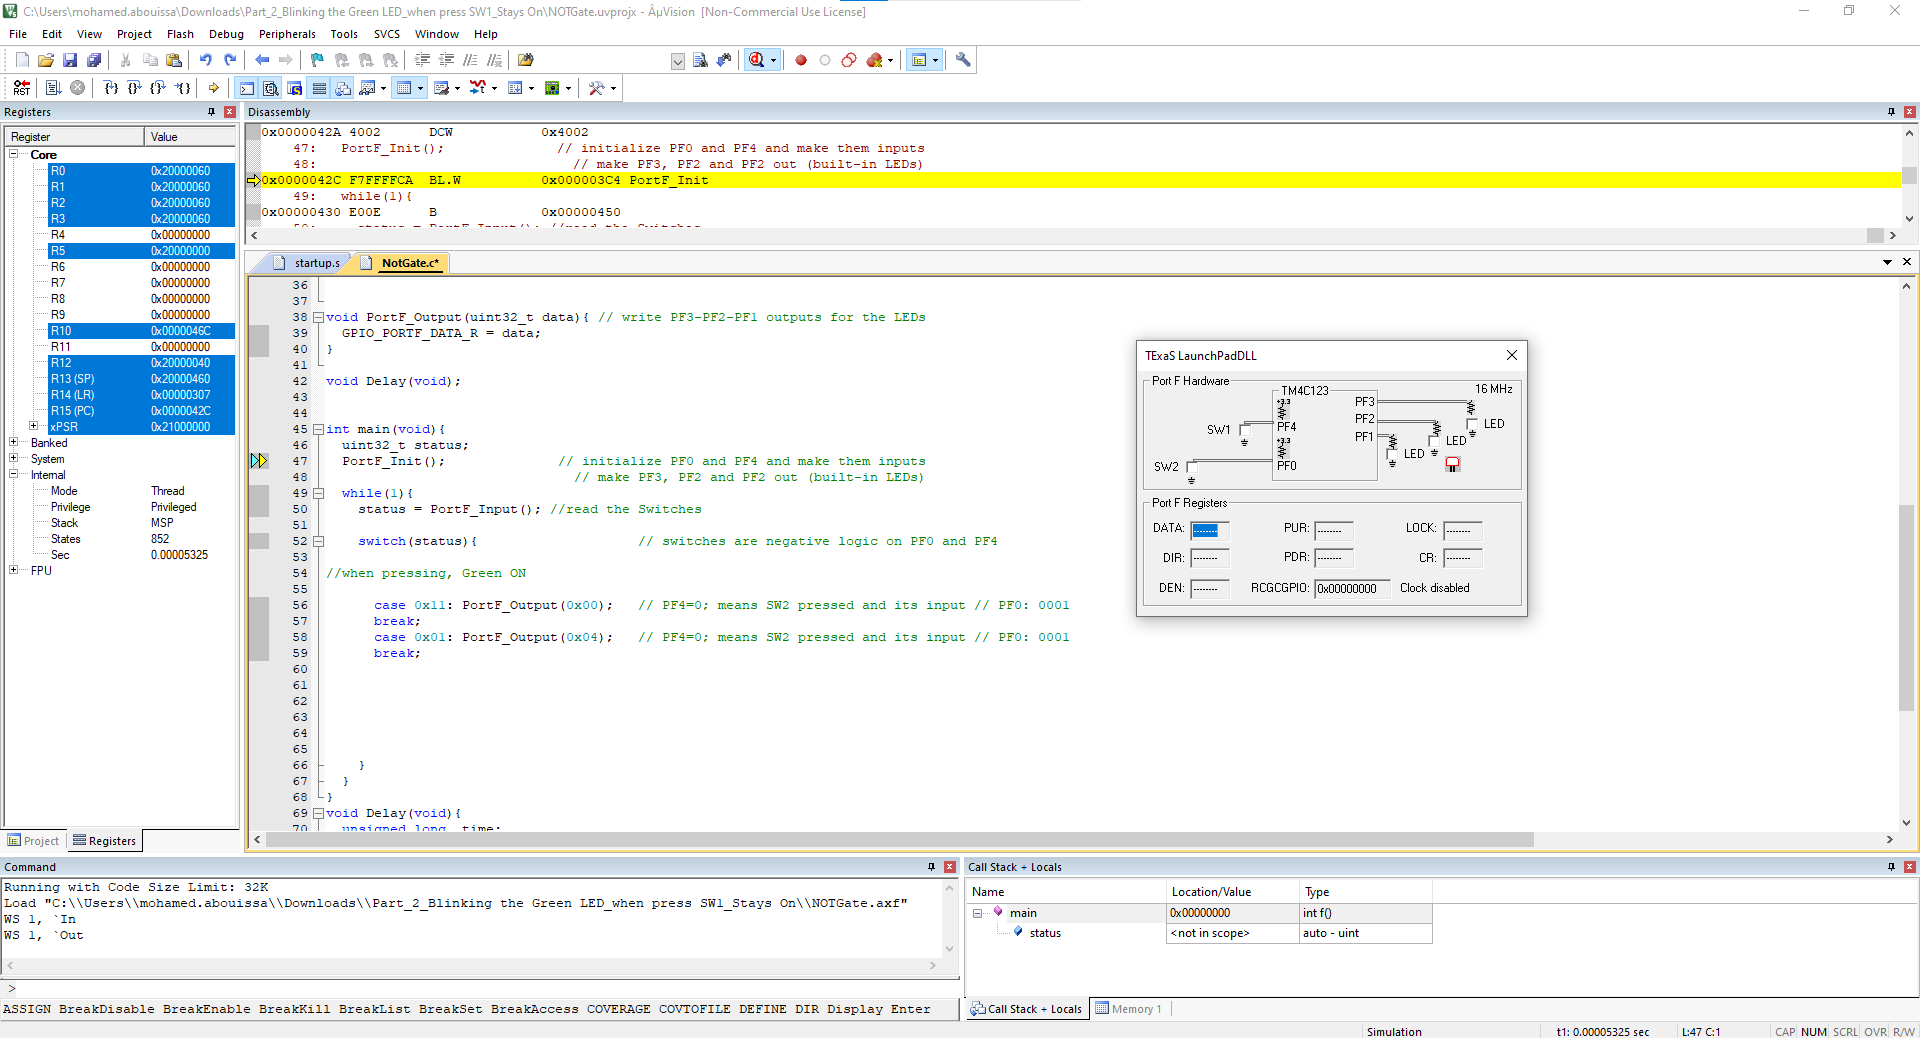 C:\Users\mohamed.abouissa\Downloads\Part_2_Blinking the Green LED_when press SW1_Stays On\NOTGate.uvprojx - ÂµVision  [Non-Commercial Use License]
File Edit View Project Flash Debug Peripherals Tools SVCS Window Help
Registers
Register Value
Core
R0 0x20000060
R1 0x20000060
R2 0x20000060
R3 0x20000060
R4 0x00000000
R5 0x20000000
R6 0x00000000
R7 0x00000000
R8 0x00000000
R9 0x00000000
R10 0x0000046C
R11 0x00000000
R12 0x20000040
R13 (SP) 0x20000460
R14 (LR) 0x00000307
R15 (PC) 0x0000042C
xPSR 0x21000000
Banked
System
Internal
Mode Thread
Privilege Privileged
Stack MSP
States 852
Sec 0.00005325
FPU
Project Registers
Disassembly
0x0000042A 4002 DCW 0x4002
47: PortF_Init(); // initialize PF0 and PF4 and make them inputs
48: // make PF3, PF2 and PF2 out (built-in LEDs)
0x0000042C F7FFFFCA BL.W 0x000003C4 PortF_Init
49: while(1){
0x00000430 E00E B 0x00000450
50: status = PortF_Input(); //read the Switches
startup.s NotGate.c*
36
37
38 void PortF_Output(uint32_t data){ // write PF3-PF2-PF1 outputs for the LEDs
39 GPIO_PORTF_DATA_R = data;
40 }
41
42 void Delay(void);
43
44
45 int main(void){
46 uint32_t status;
47 PortF_Init(); // initialize PF0 and PF4 and make them inputs
48 // make PF3, PF2 and PF2 out (built-in LEDs)
49 while(1){
50 status = PortF_Input(); //read the Switches
51
52 switch(status){ // switches are negative logic on PF0 and PF4
53
54 //when pressing, Green ON
55
56 case 0x11: PortF_Output(0x00); // PF4=0; means SW2 pressed and its input // PF0: 0001
57 break;
58 case 0x01: PortF_Output(0x04); // PF4=0; means SW2 pressed and its input // PF0: 0001
59 break;
60
61
62
63
64
65
66 }
67 }
68 }
69 void Delay(void){
70 unsigned long time;
TExaS LaunchPadDLL
Port F Hardware
TM4C123
16 MHz
+3.3
PF3
PF2
PF1
SW1
PF4
+3.3
LED
LED
LED
SW2
PF0
Port F Registers
DATA: -------- PUR: -------- LOCK: --------
DIR: -------- PDR: -------- CR: --------
DEN: -------- RCGCGPIO: 0x00000000 Clock disabled
Command
Running with Code Size Limit: 32K
Load "C:\\Users\\mohamed.abouissa\\Downloads\\Part_2_Blinking the Green LED_when press SW1_Stays On\\NOTGate.axf"
WS 1, `In
WS 1, `Out
>
ASSIGN BreakDisable BreakEnable BreakKill BreakList BreakSet BreakAccess COVERAGE COVTOFILE DEFINE DIR Display Enter
Call Stack + Locals
Name Location/Value Type
main 0x00000000 int f()
status <not in scope> auto - uint
Call Stack + Locals Memory 1
Simulation t1: 0.00005325 sec L:47 C:1 CAP NUM SCRL OVR R/W